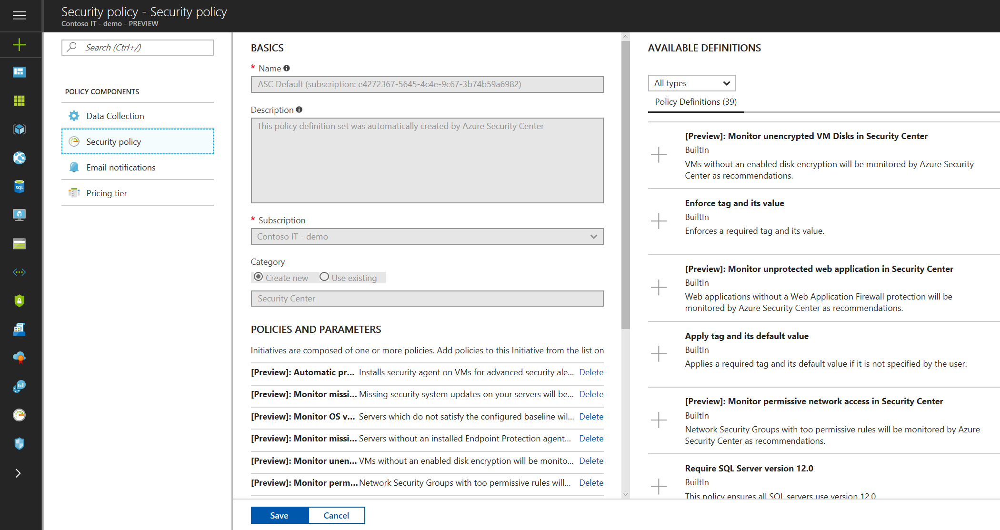 Security policy - Security policy
Contoso IT - demo - PREVIEW
Search (Ctrl+/)
POLICY COMPONENTS
Data Collection
Security policy
Email notifications
Pricing tier
BASICS
* Name
ASC Default (subscription: e4272367-5645-4c4e-9c67-3b74b59a6982)
Description
This policy definition set was automatically created by Azure Security Center
* Subscription
Contoso IT - demo
Category
Create new Use existing
Security Center
POLICIES AND PARAMETERS
Initiatives are composed of one or more policies. Add policies to this Initiative from the list on
[Preview]: Automatic pr... Installs security agent on VMs for advanced security ale... Delete
[Preview]: Monitor missi... Missing security system updates on your servers will be... Delete
[Preview]: Monitor OS v... Servers which do not satisfy the configured baseline wil... Delete
[Preview]: Monitor missi... Servers without an installed Endpoint Protection agent... Delete
[Preview]: Monitor unen... VMs without an enabled disk encryption will be monito... Delete
[Preview]: Monitor perm... Network Security Groups with too permissive rules will... Delete
Save Cancel
AVAILABLE DEFINITIONS
All types
Policy Definitions (39)
[Preview]: Monitor unencrypted VM Disks in Security Center
BuiltIn
VMs without an enabled disk encryption will be monitored by Azure Security
Center as recommendations.
Enforce tag and its value
BuiltIn
Enforces a required tag and its value.
[Preview]: Monitor unprotected web application in Security Center
BuiltIn
Web applications without a Web Application Firewall protection will be
monitored by Azure Security Center as recommendations.
Apply tag and its default value
BuiltIn
Applies a required tag and its default value if it is not specified by the user.
[Preview]: Monitor permissive network access in Security Center
BuiltIn
Network Security Groups with too permissive rules will be monitored by Azure
Security Center as recommendations.
Require SQL Server version 12.0
BuiltIn
This policy ensures all SQL servers use version 12.0
SQL